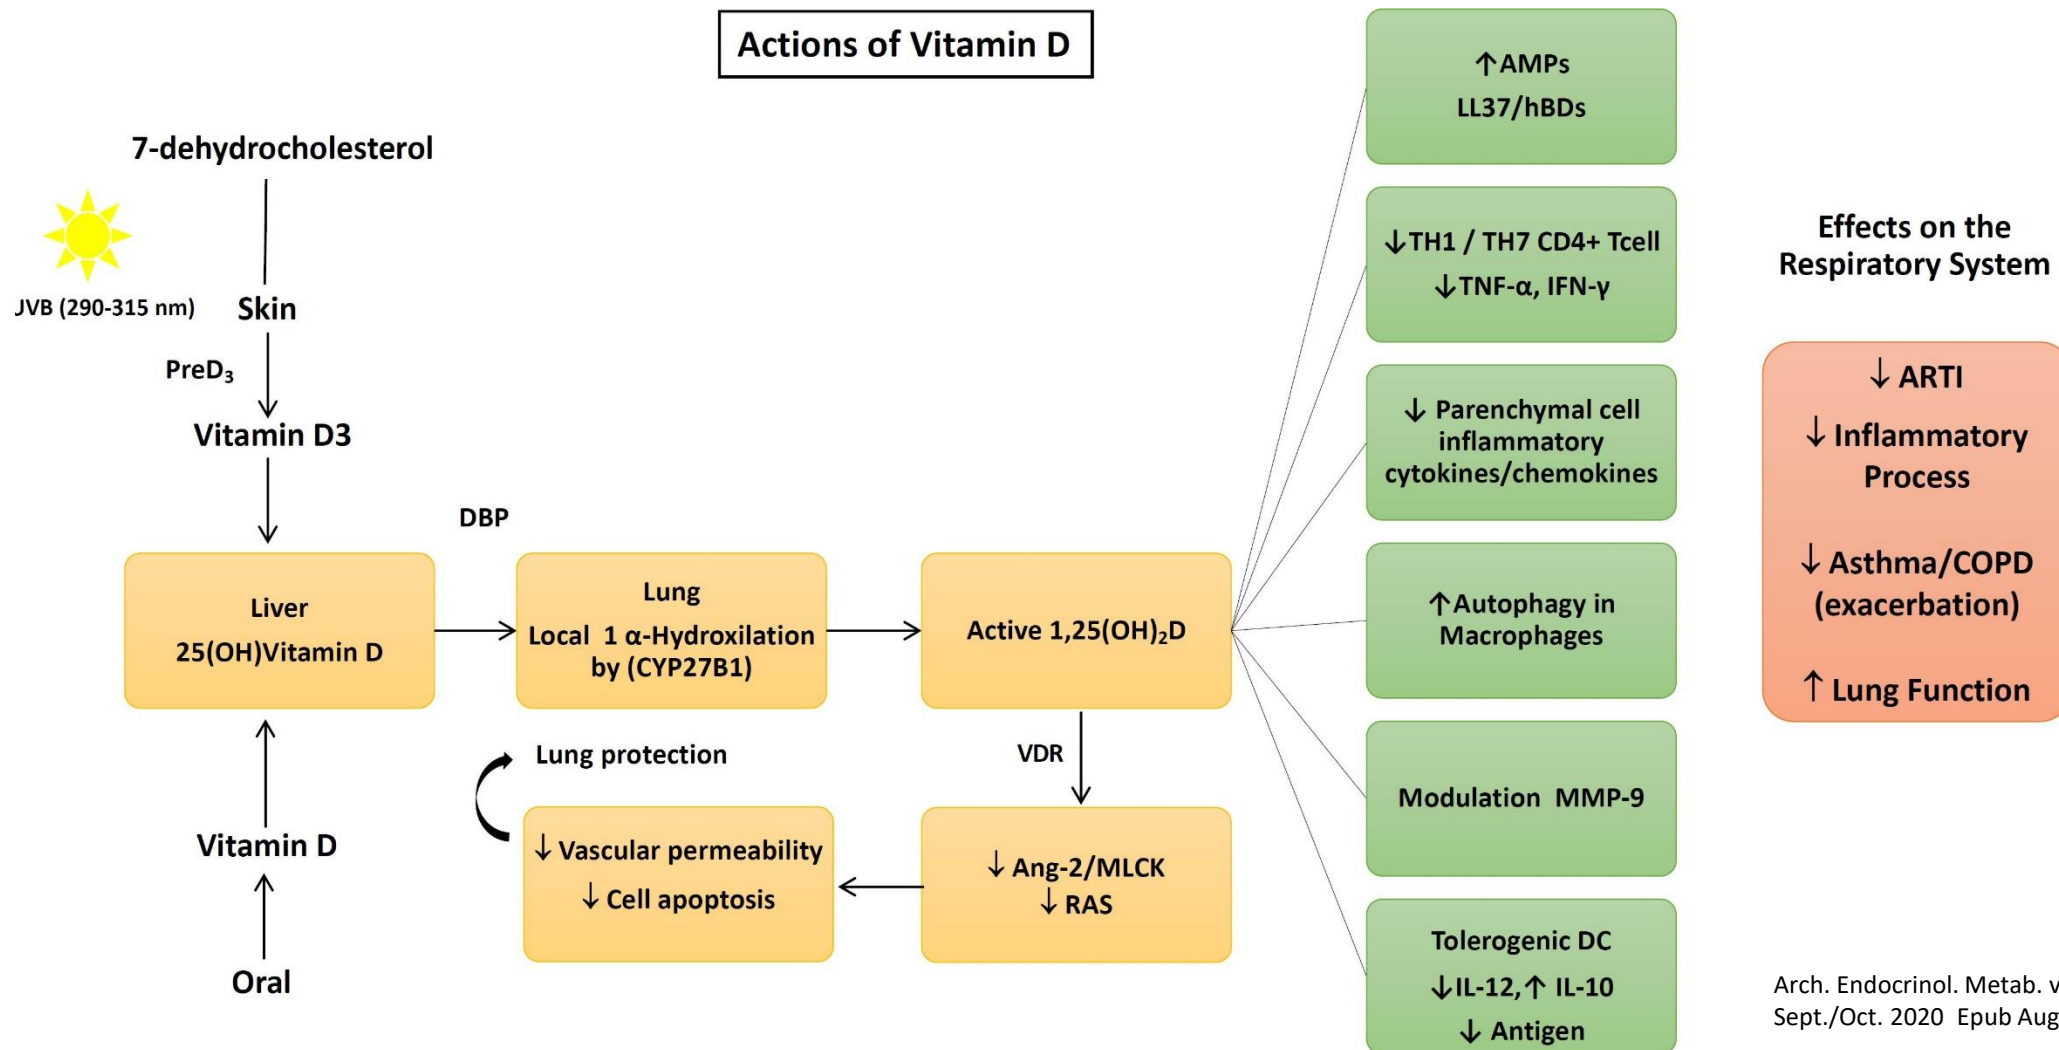 Actions of Vitamin D
7-dehydrocholesterol
JVB (290-315 nm)
Skin
PreD₃
Vitamin D3
DBP
Liver
25(OH)Vitamin D
Lung
Local 1 α-Hydroxilation
by (CYP27B1)
Active 1,25(OH)₂D
Lung protection
VDR
Vitamin D
Oral
↓ Vascular permeability
↓ Cell apoptosis
↓ Ang-2/MLCK
↓ RAS
↑AMPs
LL37/hBDs
↓TH1 / TH7 CD4+ Tcell
↓TNF-α, IFN-γ
↓ Parenchymal cell
inflammatory
cytokines/chemokines
↑Autophagy in
Macrophages
Modulation MMP-9
Tolerogenic DC
↓IL-12,↑ IL-10
↓ Antigen
Effects on the
Respiratory System
↓ ARTI
↓ Inflammatory
Process
↓ Asthma/COPD
(exacerbation)
↑ Lung Function
Arch. Endocrinol. Metab. v
Sept./Oct. 2020 Epub Aug